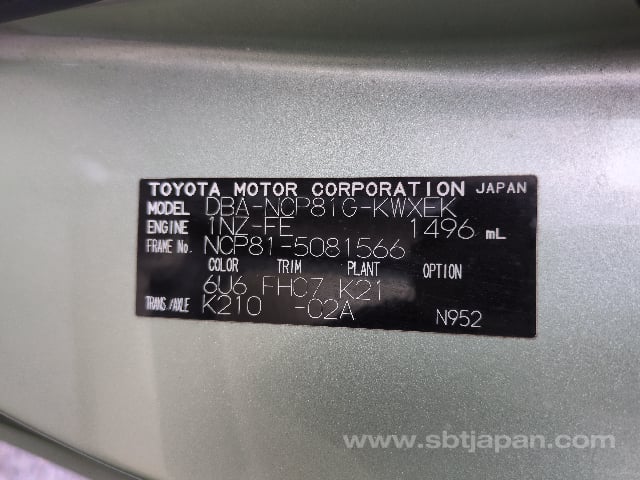 TOYOTA MOTOR CORPORATION JAPAN
MODEL DBA-NCP81G-KWXEK
ENGINE 1NZ-FE 1496 mL
FRAME No. NCP81-5081566
COLOR TRIM PLANT OPTION
6U6 FHC7 K21
TRANS./AXLE K210 -C2A
N952
www.sbtjapan.com